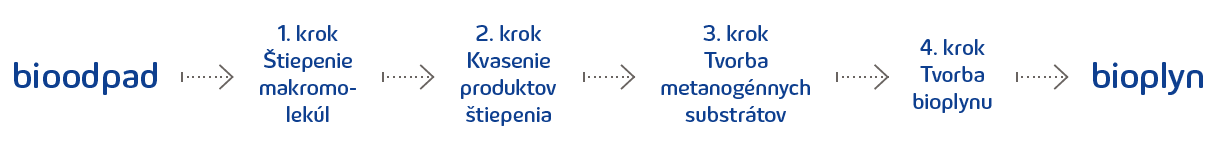 bioodpad
1. krok
Štiepenie
makromo-
lekúl
2. krok
Kvasenie
produktov
štiepenia
3. krok
Tvorba
metanogénnych
substrátov
4. krok
Tvorba
bioplynu
bioplyn